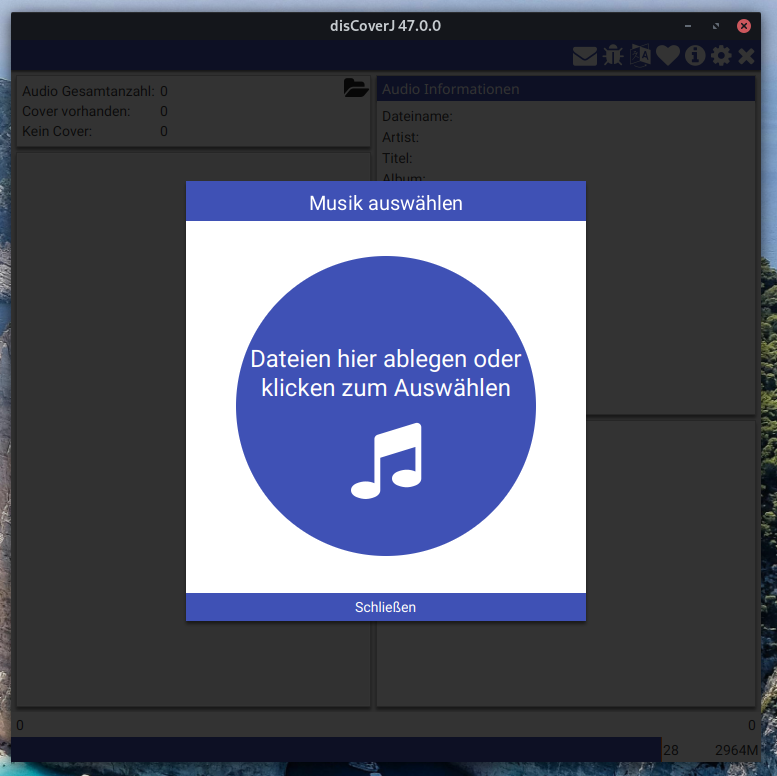 disCoverJ 47.0.0
Audio Gesamtanzahl: 0
Cover vorhanden: 0
Kein Cover: 0
Audio Informationen
Dateiname:
Artist:
Titel:
Album:
Musik auswählen
Dateien hier ablegen oder
klicken zum Auswählen
Schließen
0 0
28 2964M